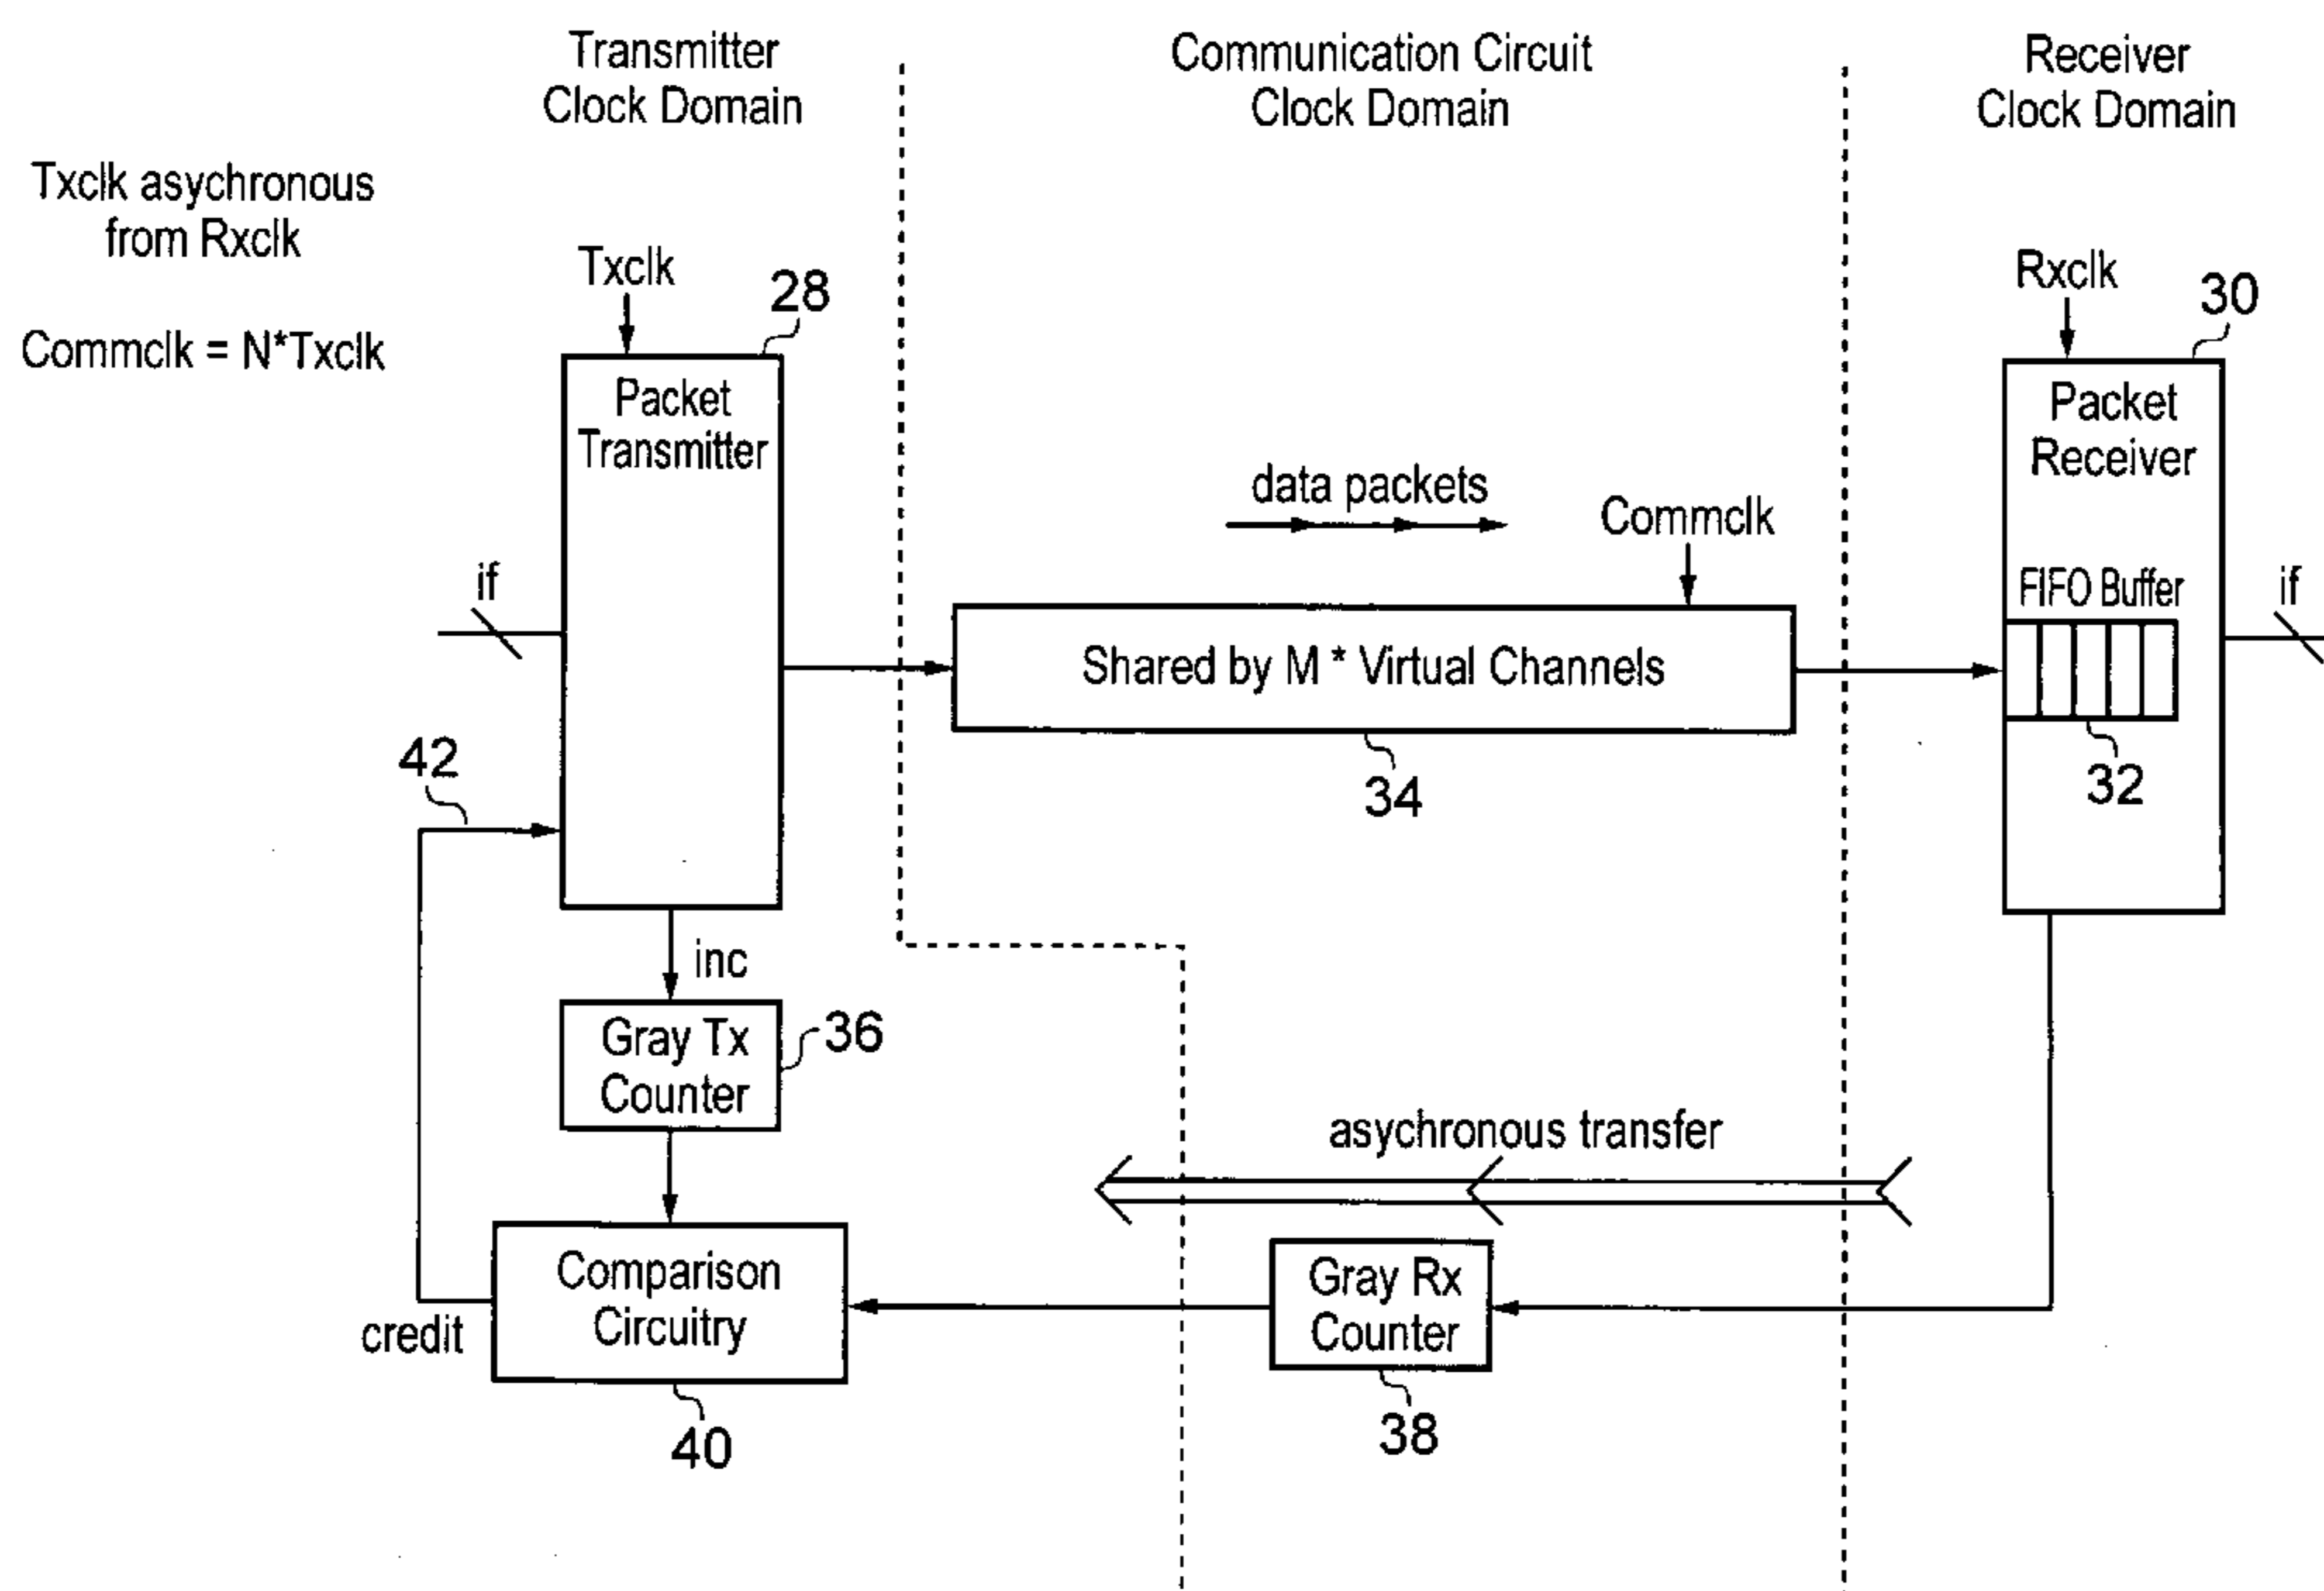 Transmitter
Clock Domain
Communication Circuit
Clock Domain
Receiver
Clock Domain
Txclk asychronous
from Rxclk
Commclk = N*Txclk
Txclk
28
Packet
Transmitter
if
data packets
Commclk
Shared by M * Virtual Channels
34
Rxclk
30
Packet
Receiver
FIFO Buffer
if
32
42
inc
Gray Tx
Counter
36
asychronous transfer
Comparison
Circuitry
credit
40
Gray Rx
Counter
38